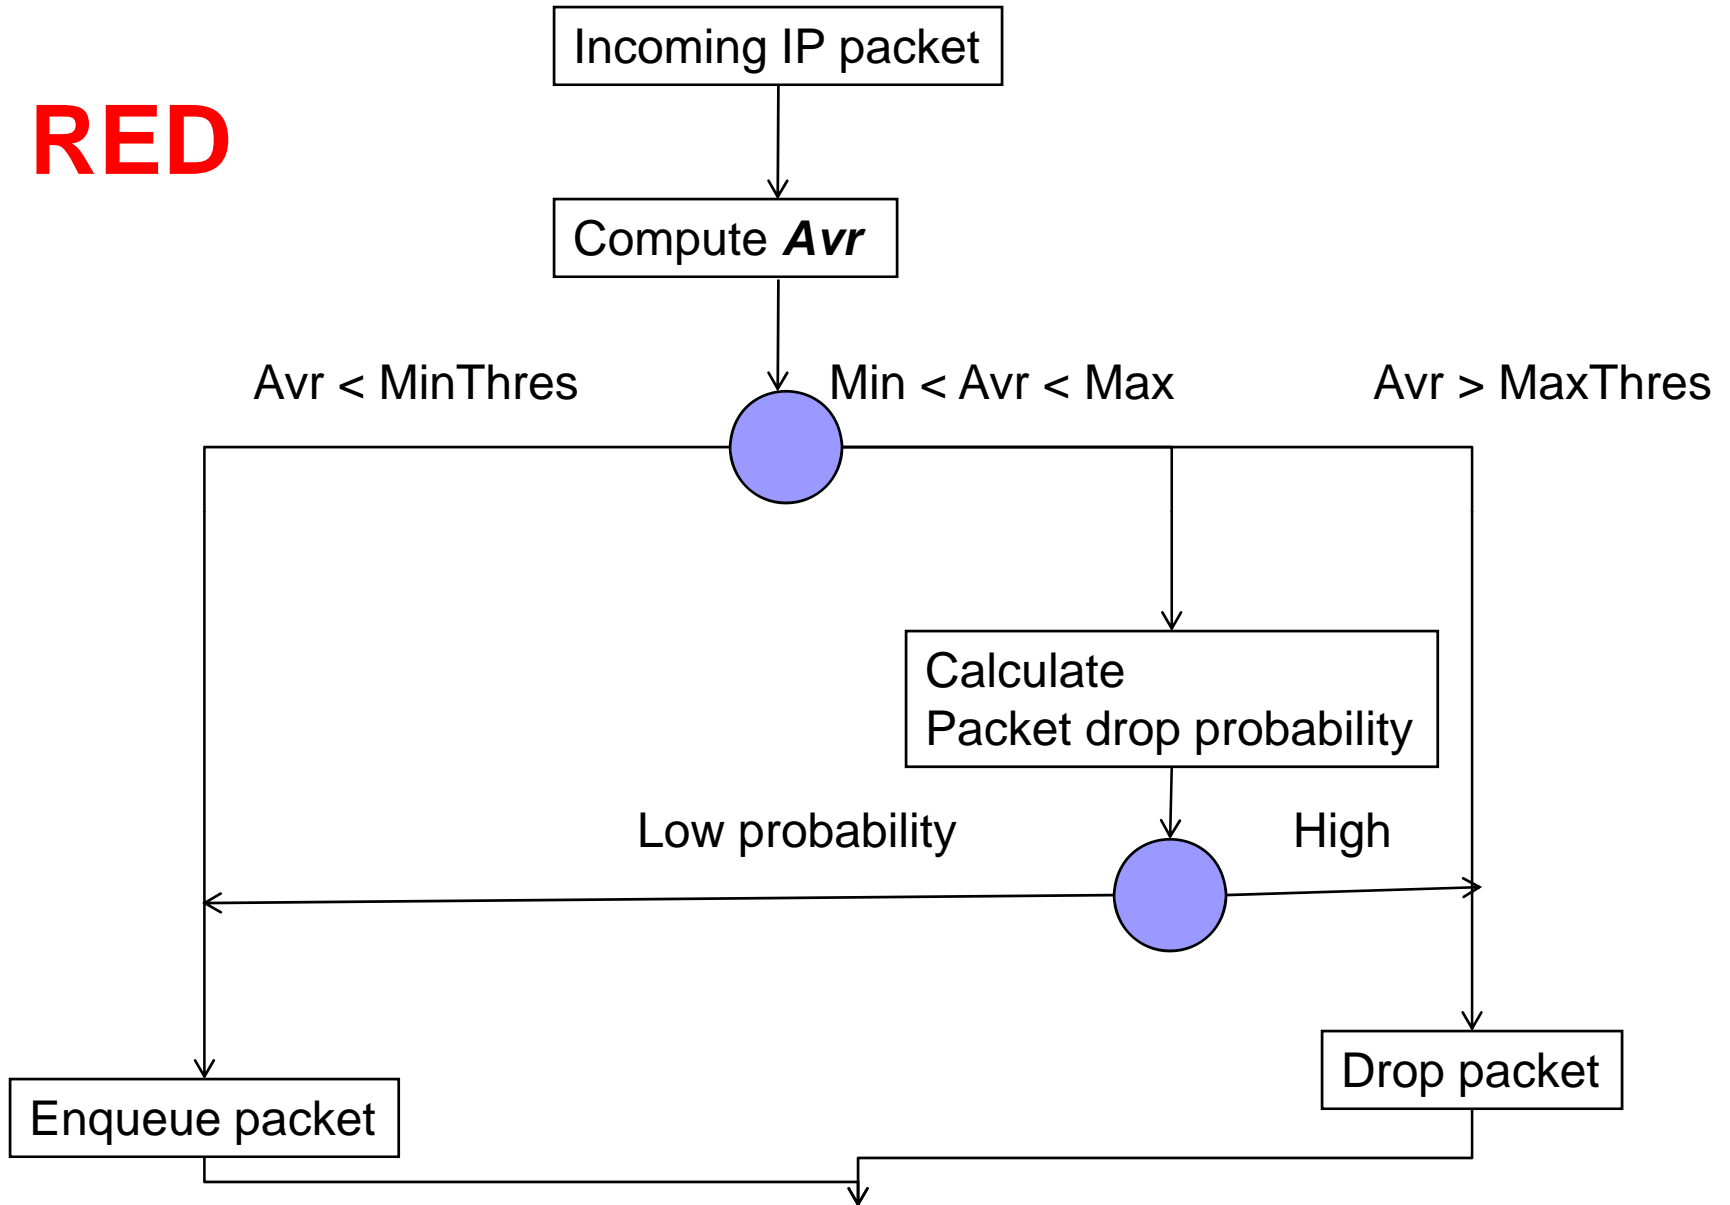 Incoming IP packet
RED
Compute Avr
Avr < MinThres
Min < Avr < Max
Avr > MaxThres
Calculate
Packet drop probability
Low probability
High
Drop packet
Enqueue packet